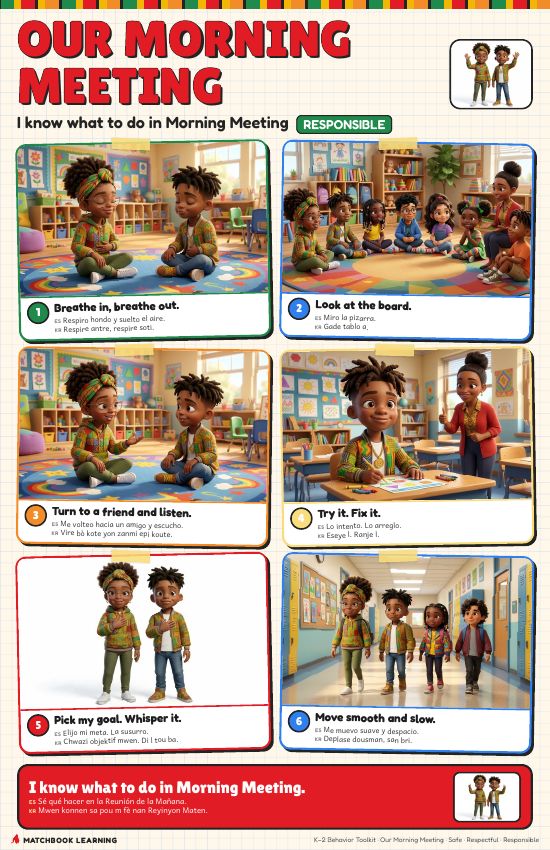 OUR MORNING
MEETING
I know what to do in Morning Meeting RESPONSIBLE
1 Breathe in, breathe out.
ES Respiro hondo y suelto el aire.
KR Respire antre, respire soti.
2 Look at the board.
ES Miro la pizarra.
KR Gade tablo a.
3 Turn to a friend and listen.
ES Me volteo hacia un amigo y escucho.
KR Vire bò kote yon zanmi epi koute.
4 Try it. Fix it.
ES Lo intento. Lo arreglo.
KR Eseye l. Ranje l.
5 Pick my goal. Whisper it.
ES Elijo mi meta. La susurro.
KR Chwazi objektif mwen. Di l tou ba.
6 Move smooth and slow.
ES Me muevo suave y despacio.
KR Deplase dousman, san bri.
I know what to do in Morning Meeting.
ES Sé qué hacer en la Reunión de la Mañana.
KR Mwen konnen sa pou m fè nan Reyinyon Maten.
MATCHBOOK LEARNING
K–2 Behavior Toolkit · Our Morning Meeting · Safe · Respectful · Responsible